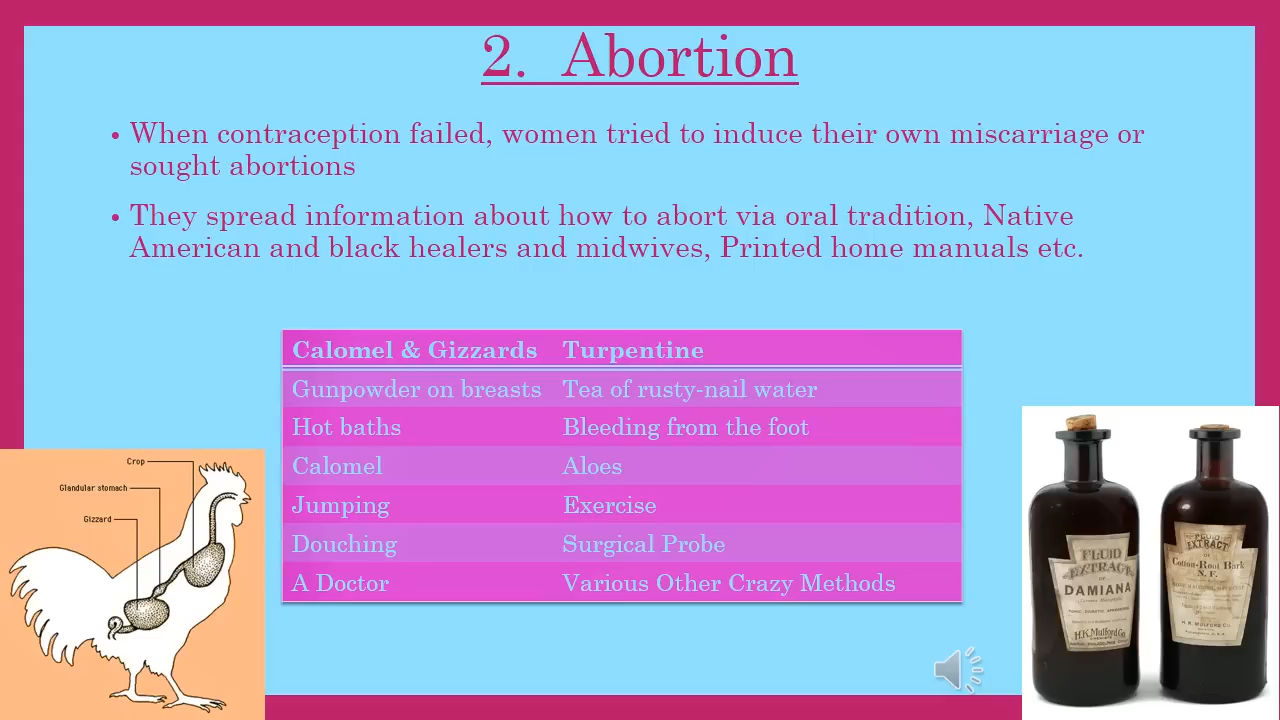 2. Abortion
• When contraception failed, women tried to induce their own miscarriage or
sought abortions
• They spread information about how to abort via oral tradition, Native
American and black healers and midwives, Printed home manuals etc.
Calomel & Gizzards Turpentine
Gunpowder on breasts Tea of rusty-nail water
Hot baths Bleeding from the foot
Calomel Aloes
Jumping Exercise
Douching Surgical Probe
A Doctor Various Other Crazy Methods
Crop
Glandular stomach
Gizzard
FLUID
EXTRACT
OF
DAMIANA
H.K. Mulford Co.
FLUID
EXTRACT
OF
Cotton-Root Bark
N.F.
H.K. Mulford Co.